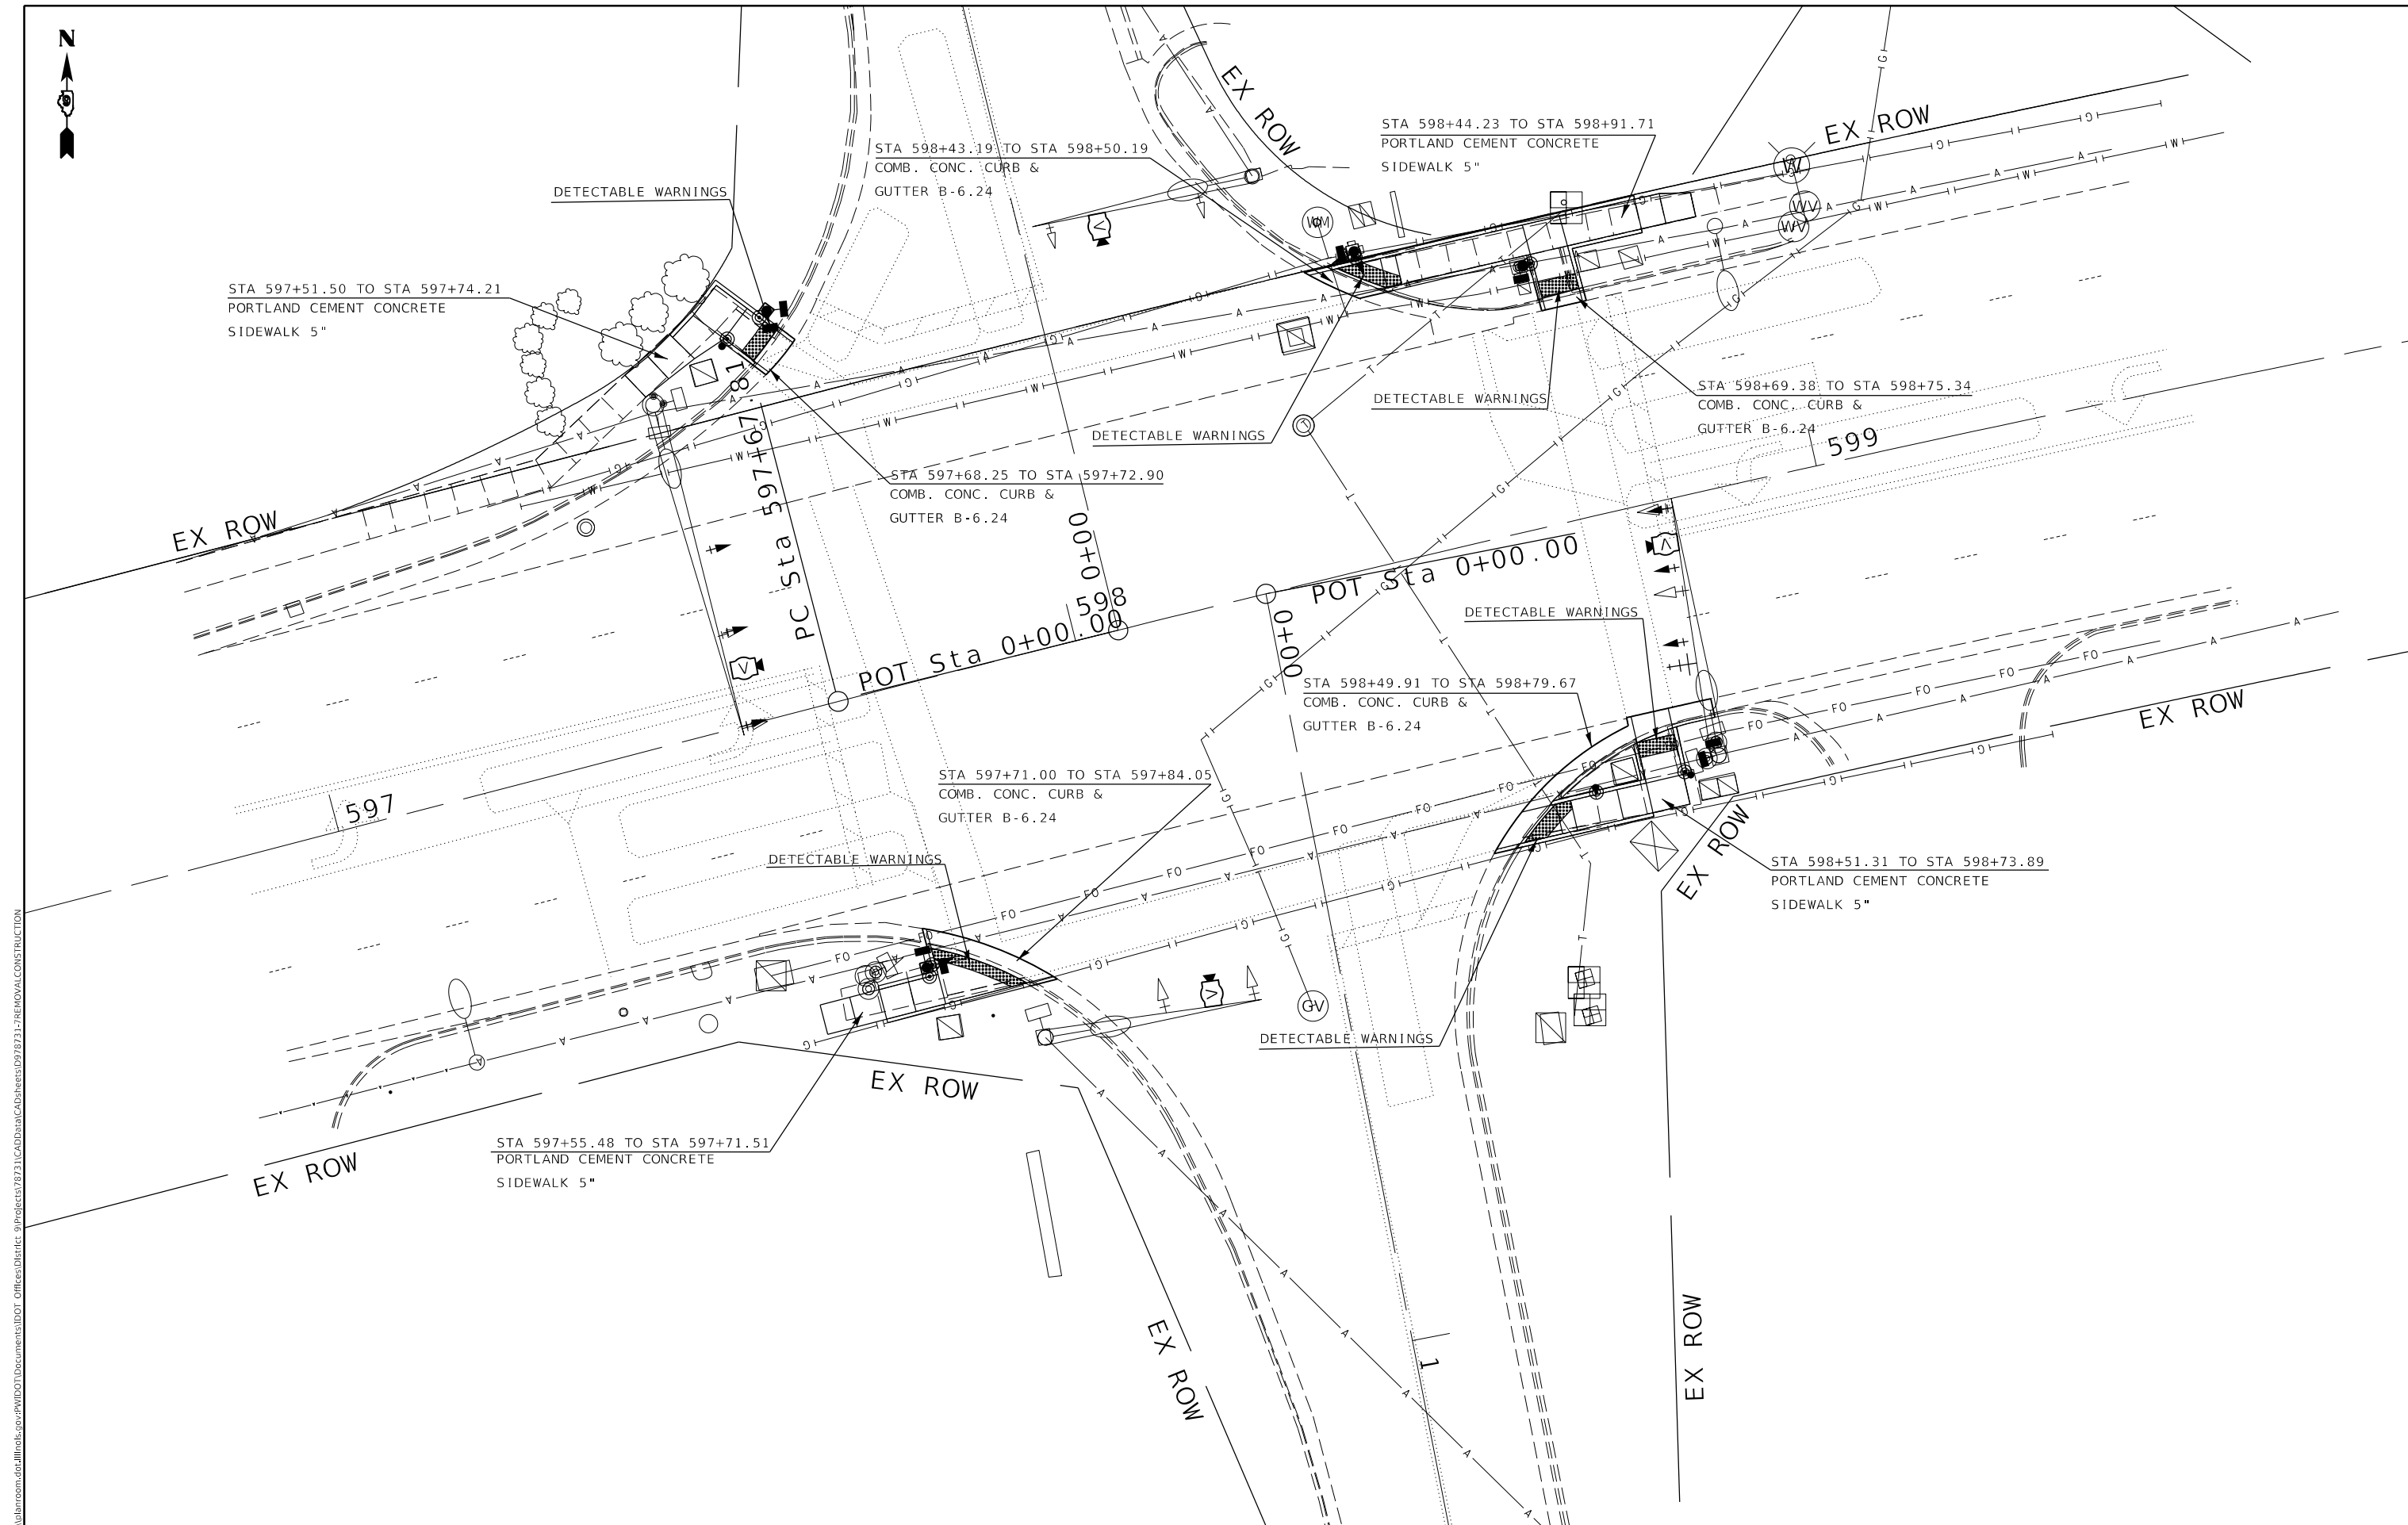 N
EX ROW
STA 598+44.23 TO STA 598+91.71
PORTLAND CEMENT CONCRETE
SIDEWALK 5"
EX ROW
STA 598+43.19 TO STA 598+50.19
COMB. CONC. CURB &
GUTTER B-6.24
DETECTABLE WARNINGS
STA 597+51.50 TO STA 597+74.21
PORTLAND CEMENT CONCRETE
SIDEWALK 5"
WM
W
WV
WV
STA 598+69.38 TO STA 598+75.34
COMB. CONC. CURB &
GUTTER B-6.24
DETECTABLE WARNINGS
DETECTABLE WARNINGS
599
STA 597+68.25 TO STA 597+72.90
COMB. CONC. CURB &
GUTTER B-6.24
EX ROW
PC Sta 597+67.81
0+00
598
POT Sta 0+00.00
POT Sta 0+00.00
0+00
DETECTABLE WARNINGS
STA 598+49.91 TO STA 598+79.67
COMB. CONC. CURB &
GUTTER B-6.24
EX ROW
597
STA 597+71.00 TO STA 597+84.05
COMB. CONC. CURB &
GUTTER B-6.24
DETECTABLE WARNINGS
EX ROW
STA 598+51.31 TO STA 598+73.89
PORTLAND CEMENT CONCRETE
SIDEWALK 5"
GV
DETECTABLE WARNINGS
EX ROW
STA 597+55.48 TO STA 597+71.51
PORTLAND CEMENT CONCRETE
SIDEWALK 5"
EX ROW
EX ROW
EX ROW
1